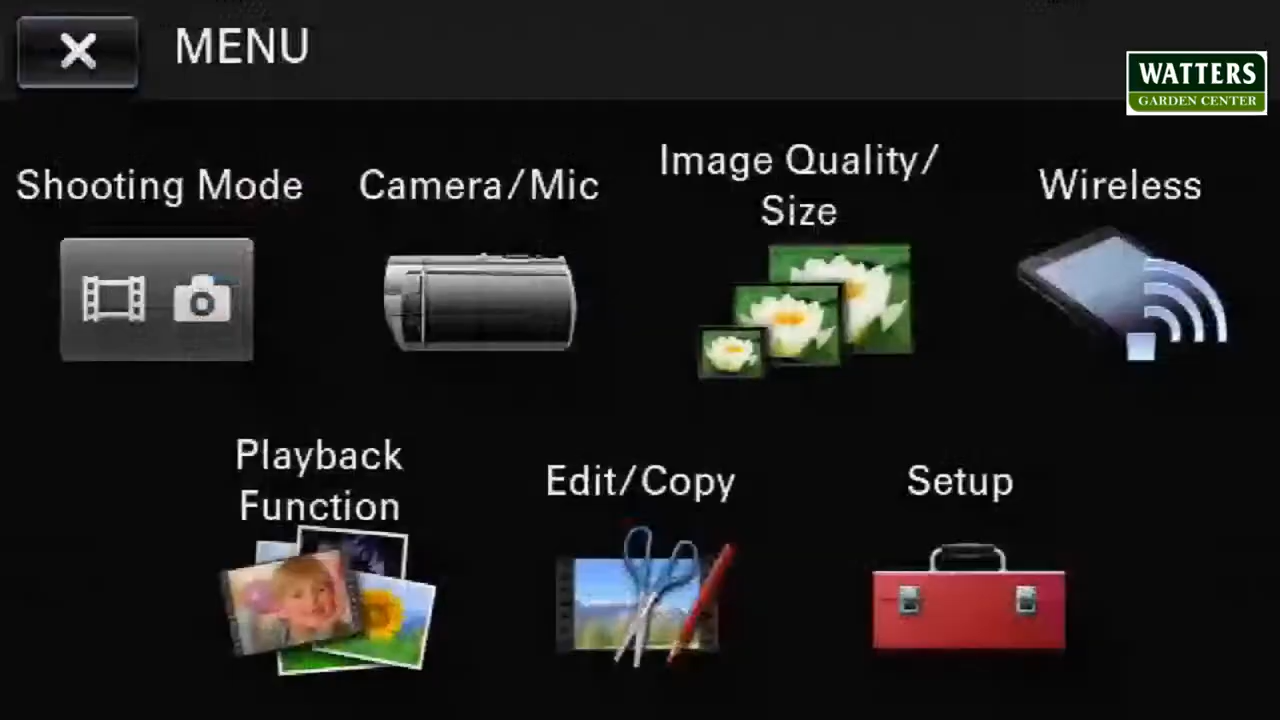 MENU
WATTERS
GARDEN CENTER
Shooting Mode
Camera/Mic
Image Quality/
Size
Wireless
Playback
Function
Edit/Copy
Setup